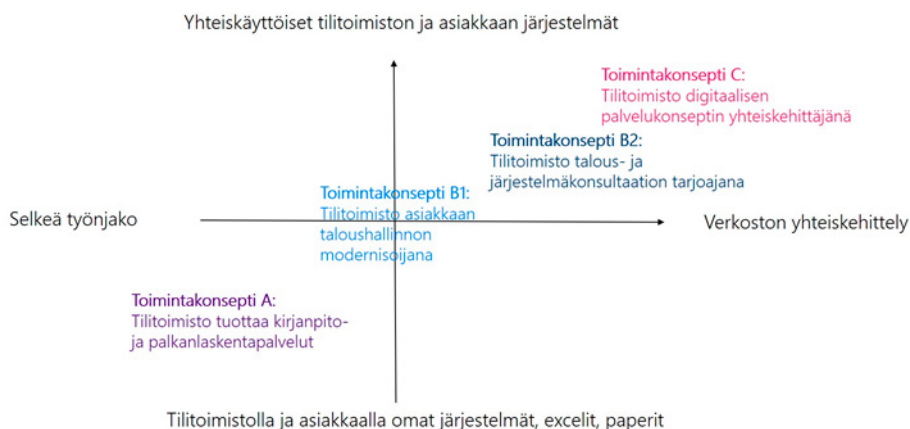 Yhteiskäyttöiset tilitoimiston ja asiakkaan järjestelmät
Toimintakonsepti C:
Tilitoimisto digitaalisen
palvelukonseptin yhteiskehittäjänä
Toimintakonsepti B2:
Tilitoimisto talous- ja
järjestelmäkonsultaation tarjoajana
Toimintakonsepti B1:
Tilitoimisto asiakkaan
taloushallinnon
modernisoijana
Selkeä työnjako
Verkoston yhteiskehittely
Toimintakonsepti A:
Tilitoimisto tuottaa kirjanpito-
ja palkanlaskentapalvelut
Tilitoimistolla ja asiakkaalla omat järjestelmät, excelit, paperit